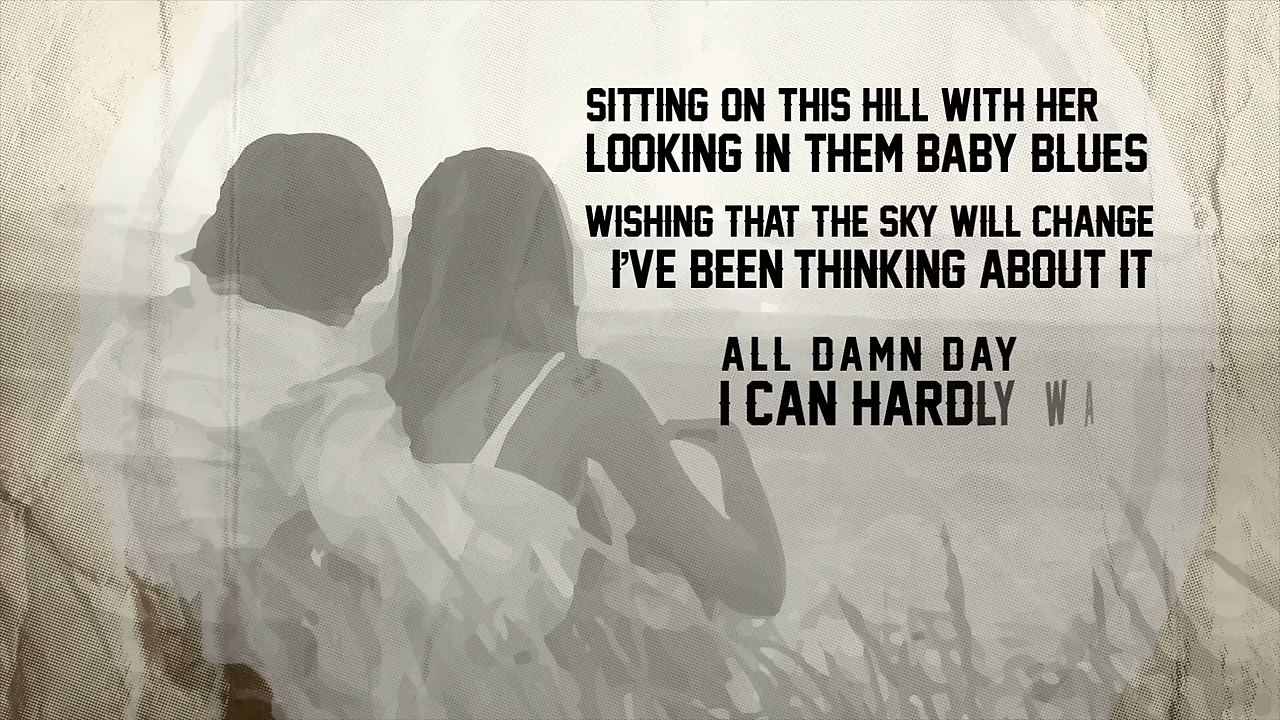 SITTING ON THIS HILL WITH HER
LOOKING IN THEM BABY BLUES
WISHING THAT THE SKY WILL CHANGE
I'VE BEEN THINKING ABOUT IT
ALL DAMN DAY
I CAN HARDLY WA